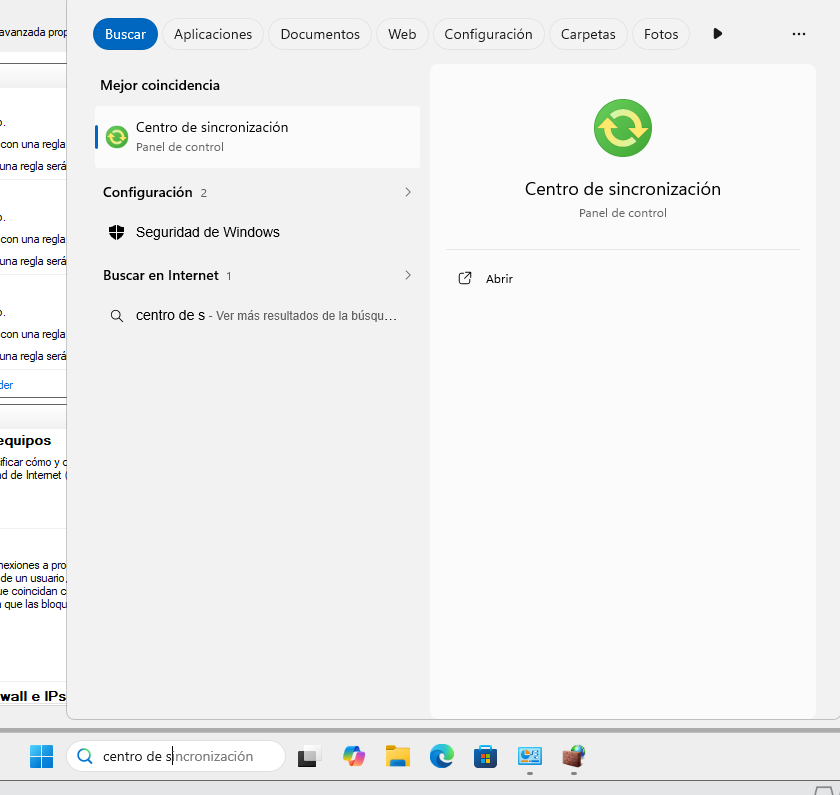 avanzada prop
Buscar
Aplicaciones
Documentos
Web
Configuración
Carpetas
Fotos
Mejor coincidencia
Centro de sincronización
Panel de control
Configuración 2
Seguridad de Windows
Buscar en Internet 1
centro de s - Ver más resultados de la búsqu...
Centro de sincronización
Panel de control
Abrir
o.
con una regla
una regla será
o.
con una regla
una regla será
o.
con una regla
una regla será
der
equipos
ificar cómo y c
ad de Internet (
nexiones a pro
de un usuario,
ue coincidan c
n que las bloqu
wall e IPs
centro de sincronización